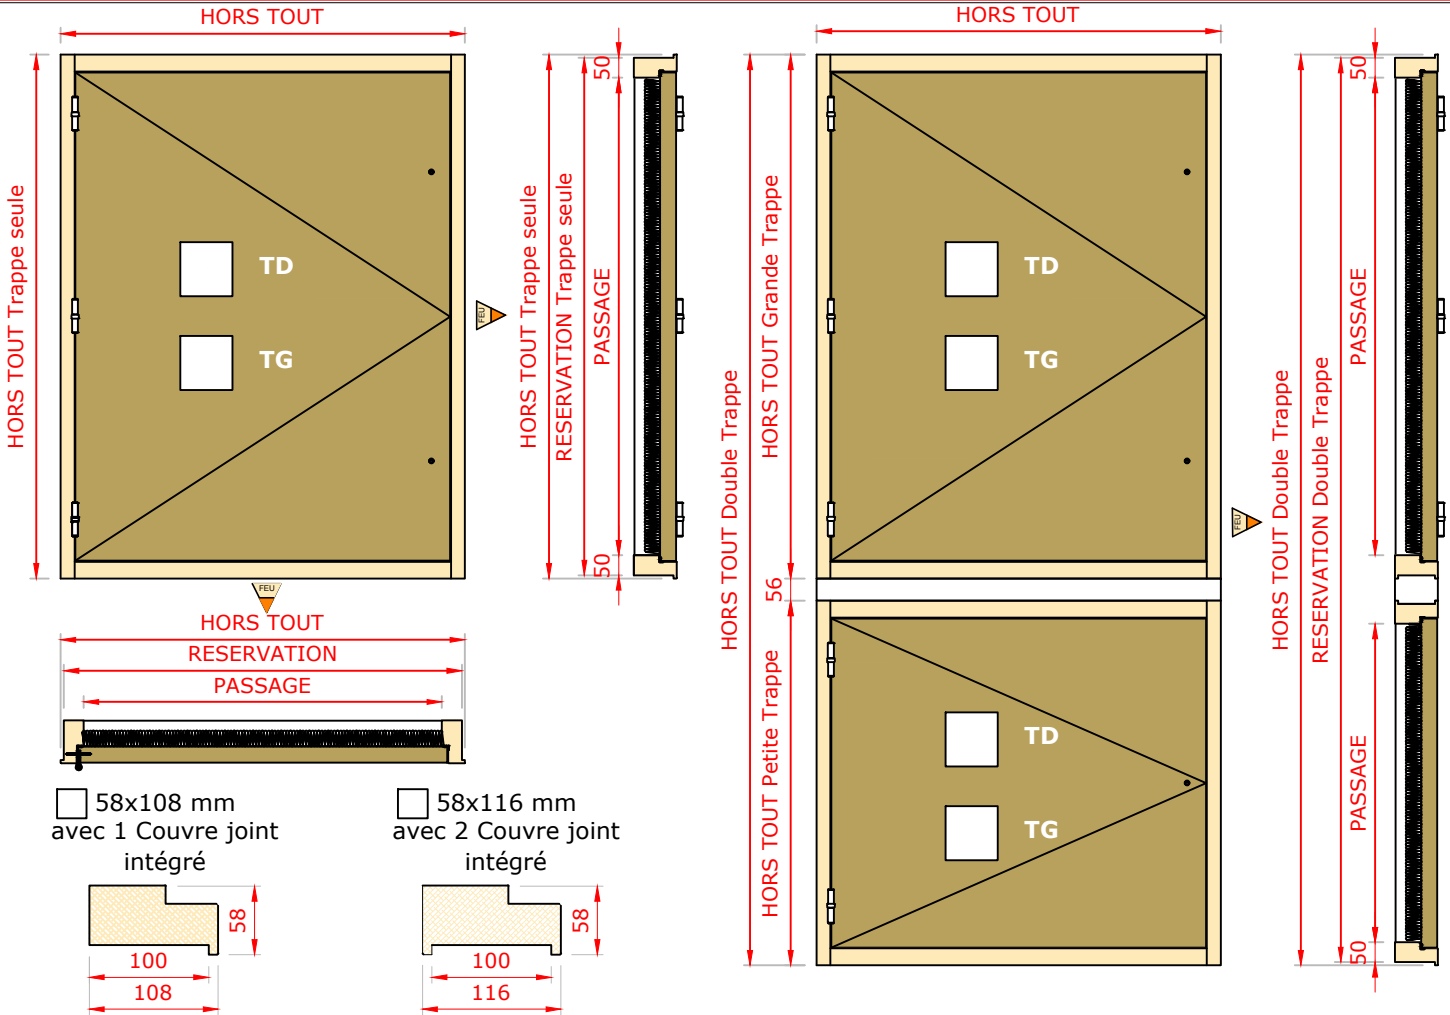 HORS TOUT
HORS TOUT
HORS TOUT Trappe seule
TD
TG
FEU
FEU
HORS TOUT Trappe seule
RESERVATION Trappe seule
PASSAGE
50
50
HORS TOUT
RESERVATION
PASSAGE
58x108 mm
avec 1 Couvre joint
intégré
58
100
108
58x116 mm
avec 2 Couvre joint
intégré
58
100
116
HORS TOUT Double Trappe
HORS TOUT Grande Trappe
56
HORS TOUT Petite Trappe
TD
TG
TD
TG
FEU
HORS TOUT Double Trappe
RESERVATION Double Trappe
50
PASSAGE
PASSAGE
50